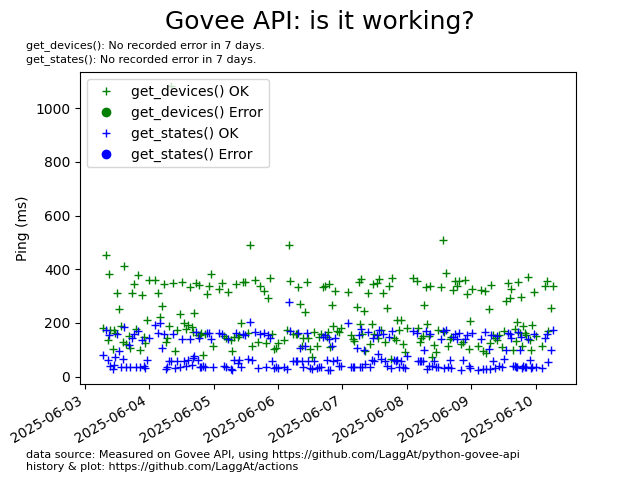 Govee API: is it working?
get_devices(): No recorded error in 7 days.
get_states(): No recorded error in 7 days.
get_devices() OK
get_devices() Error
get_states() OK
get_states() Error
Ping (ms)
1000
800
600
400
200
0
2025-06-03
2025-06-04
2025-06-05
2025-06-06
2025-06-07
2025-06-08
2025-06-09
2025-06-10
data source: Measured on Govee API, using https://github.com/LaggAt/python-govee-api
history & plot: https://github.com/LaggAt/actions